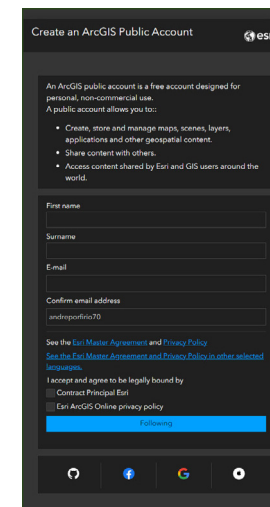 Create an ArcGIS Public Account
esri
An ArcGIS public account is a free account designed for
personal, non-commercial use.
A public account allows you to::
• Create, store and manage maps, scenes, layers,
applications and other geospatial content.
• Share content with others.
• Access content shared by Esri and GIS users around the
world.
First name
Surname
E-mail
Confirm email address
andreporfirio70
See the Esri Master Agreement and Privacy Policy
See the Esri Master Agreement and Privacy Policy in other selected
languages.
I accept and agree to be legally bound by
Contract Principal Esri
Esri ArcGIS Online privacy policy
Following